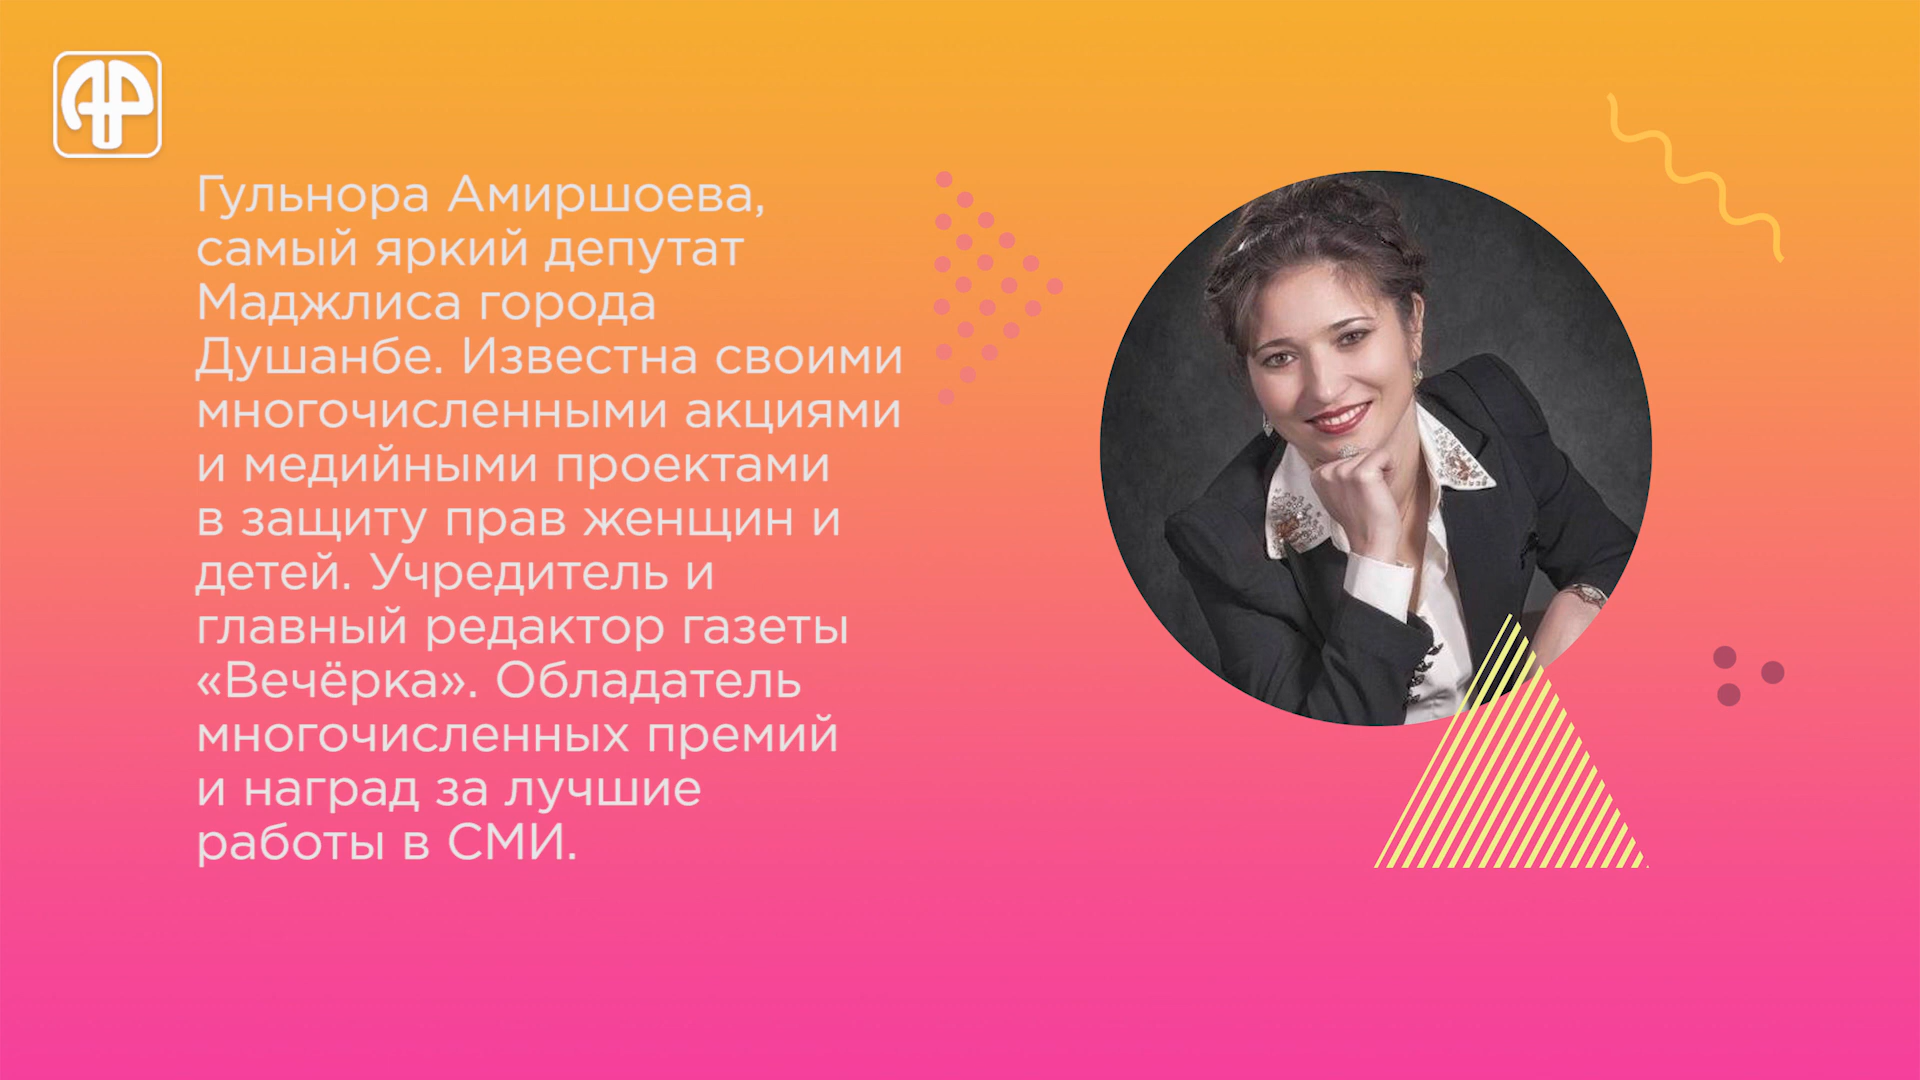 АР
Гульнора Амиршоева,
самый яркий депутат
Маджлиса города
Душанбе. Известна своими
многочисленными акциями
и медийными проектами
в защиту прав женщин и
детей. Учредитель и
главный редактор газеты
«Вечёрка». Обладатель
многочисленных премий
и наград за лучшие
работы в СМИ.